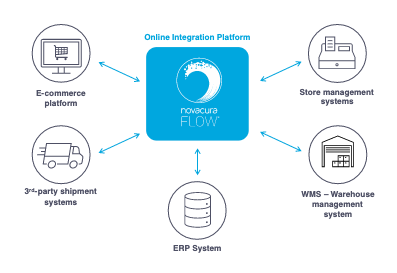 Online Integration Platform
novacura
FLOW™
E-commerce
platform
Store management
systems
3rd-party shipment
systems
WMS – Warehouse
management
system
ERP System